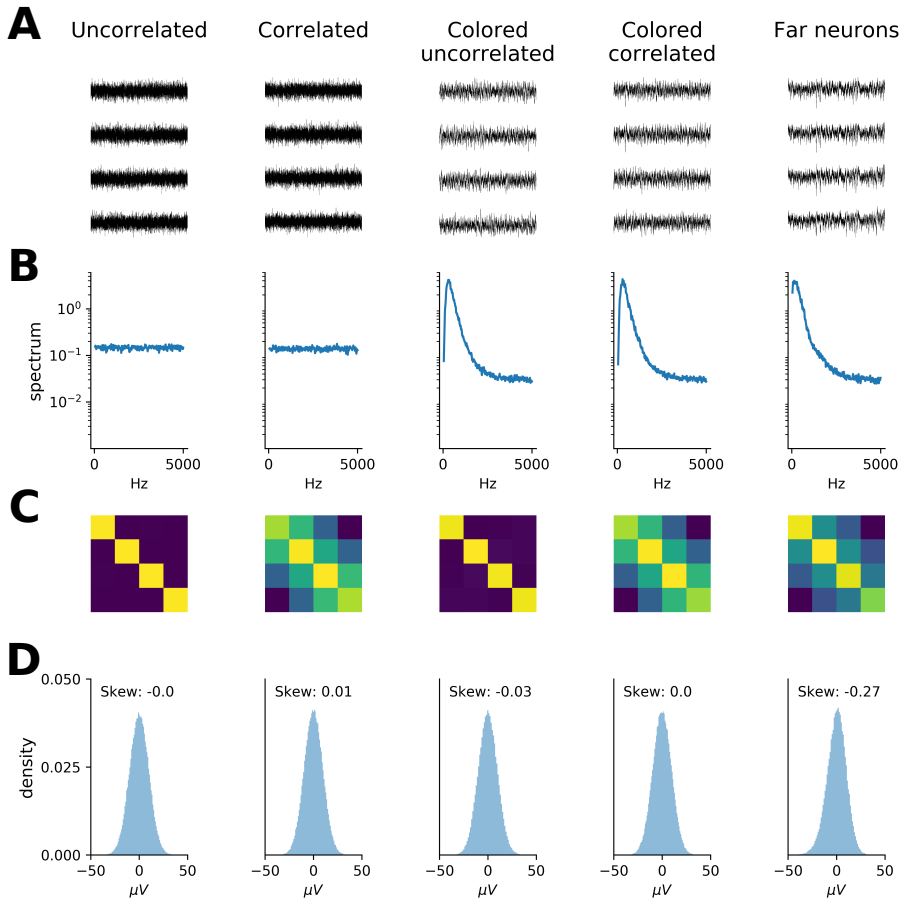 A
Uncorrelated
Correlated
Colored
uncorrelated
Colored
correlated
Far neurons
B
spectrum
10⁰
10⁻¹
10⁻²
0 5000
Hz
0 5000
Hz
0 5000
Hz
0 5000
Hz
0 5000
Hz
C
D
density
0.050
0.025
0.000
Skew: -0.0
−50 0 50
μV
Skew: 0.01
−50 0 50
μV
Skew: -0.03
−50 0 50
μV
Skew: 0.0
−50 0 50
μV
Skew: -0.27
−50 0 50
μV